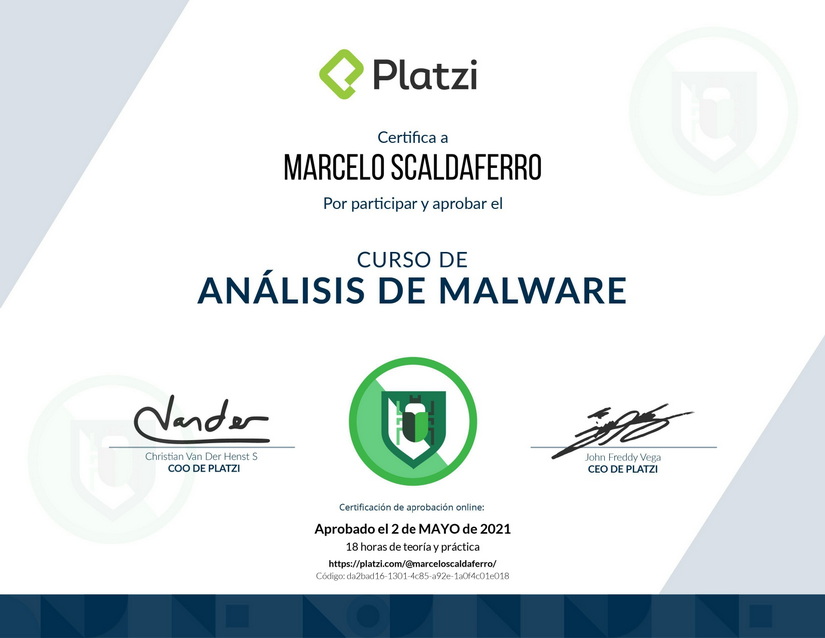 Platzi
Certifica a
MARCELO SCALDAFERRO
Por participar y aprobar el
CURSO DE
ANÁLISIS DE MALWARE
Christian Van Der Henst S
COO DE PLATZI
John Freddy Vega
CEO DE PLATZI
Certificación de aprobación online:
Aprobado el 2 de MAYO de 2021
18 horas de teoría y práctica
https://platzi.com/@marceloscaldaferro/
Código: da2bad16-1301-4c85-a92e-1a0f4c01e018